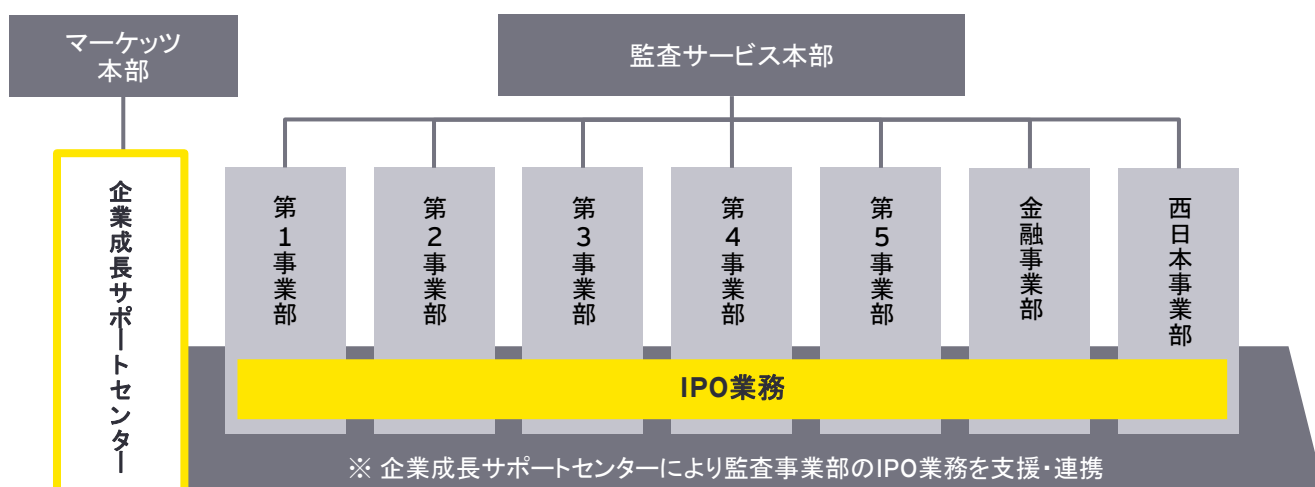 マーケッツ
本部
監査サービス本部
企業成長サポートセンター
第1事業部
第2事業部
第3事業部
第4事業部
第5事業部
金融事業部
西日本事業部
IPO業務
※ 企業成長サポートセンターにより監査事業部のIPO業務を支援・連携